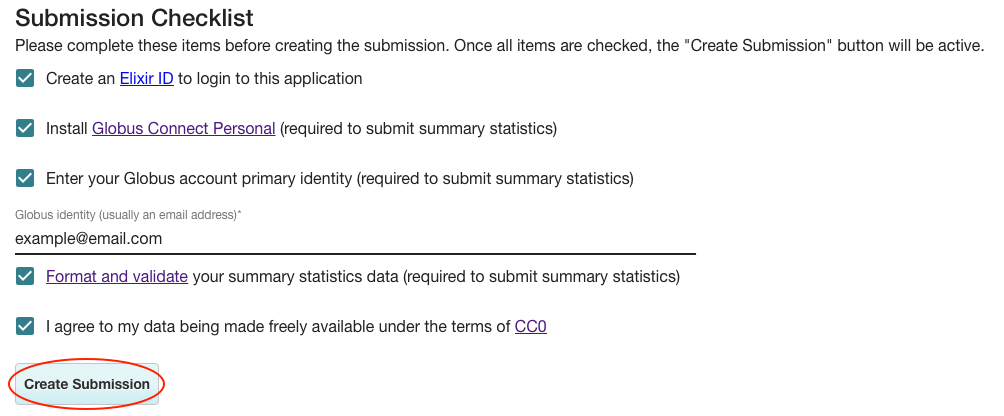 Submission Checklist
Please complete these items before creating the submission. Once all items are checked, the "Create Submission" button will be active.
Create an Elixir ID to login to this application
Install Globus Connect Personal (required to submit summary statistics)
Enter your Globus account primary identity (required to submit summary statistics)
Globus identity (usually an email address)*
example@email.com
Format and validate your summary statistics data (required to submit summary statistics)
I agree to my data being made freely available under the terms of CC0
Create Submission